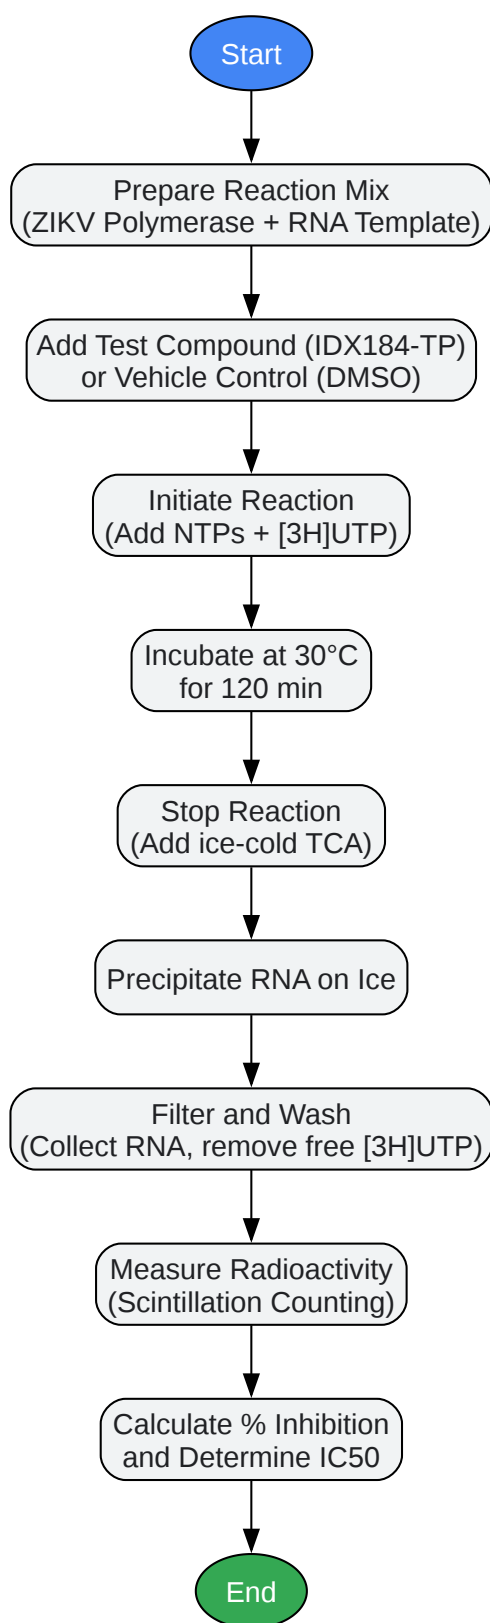 Start
Prepare Reaction Mix
(ZIKV Polymerase + RNA Template)
Add Test Compound (IDX184-TP)
or Vehicle Control (DMSO)
Initiate Reaction
(Add NTPs + [3H]UTP)
Incubate at 30°C
for 120 min
Stop Reaction
(Add ice-cold TCA)
Precipitate RNA on Ice
Filter and Wash
(Collect RNA, remove free [3H]UTP)
Measure Radioactivity
(Scintillation Counting)
Calculate % Inhibition
and Determine IC50
End